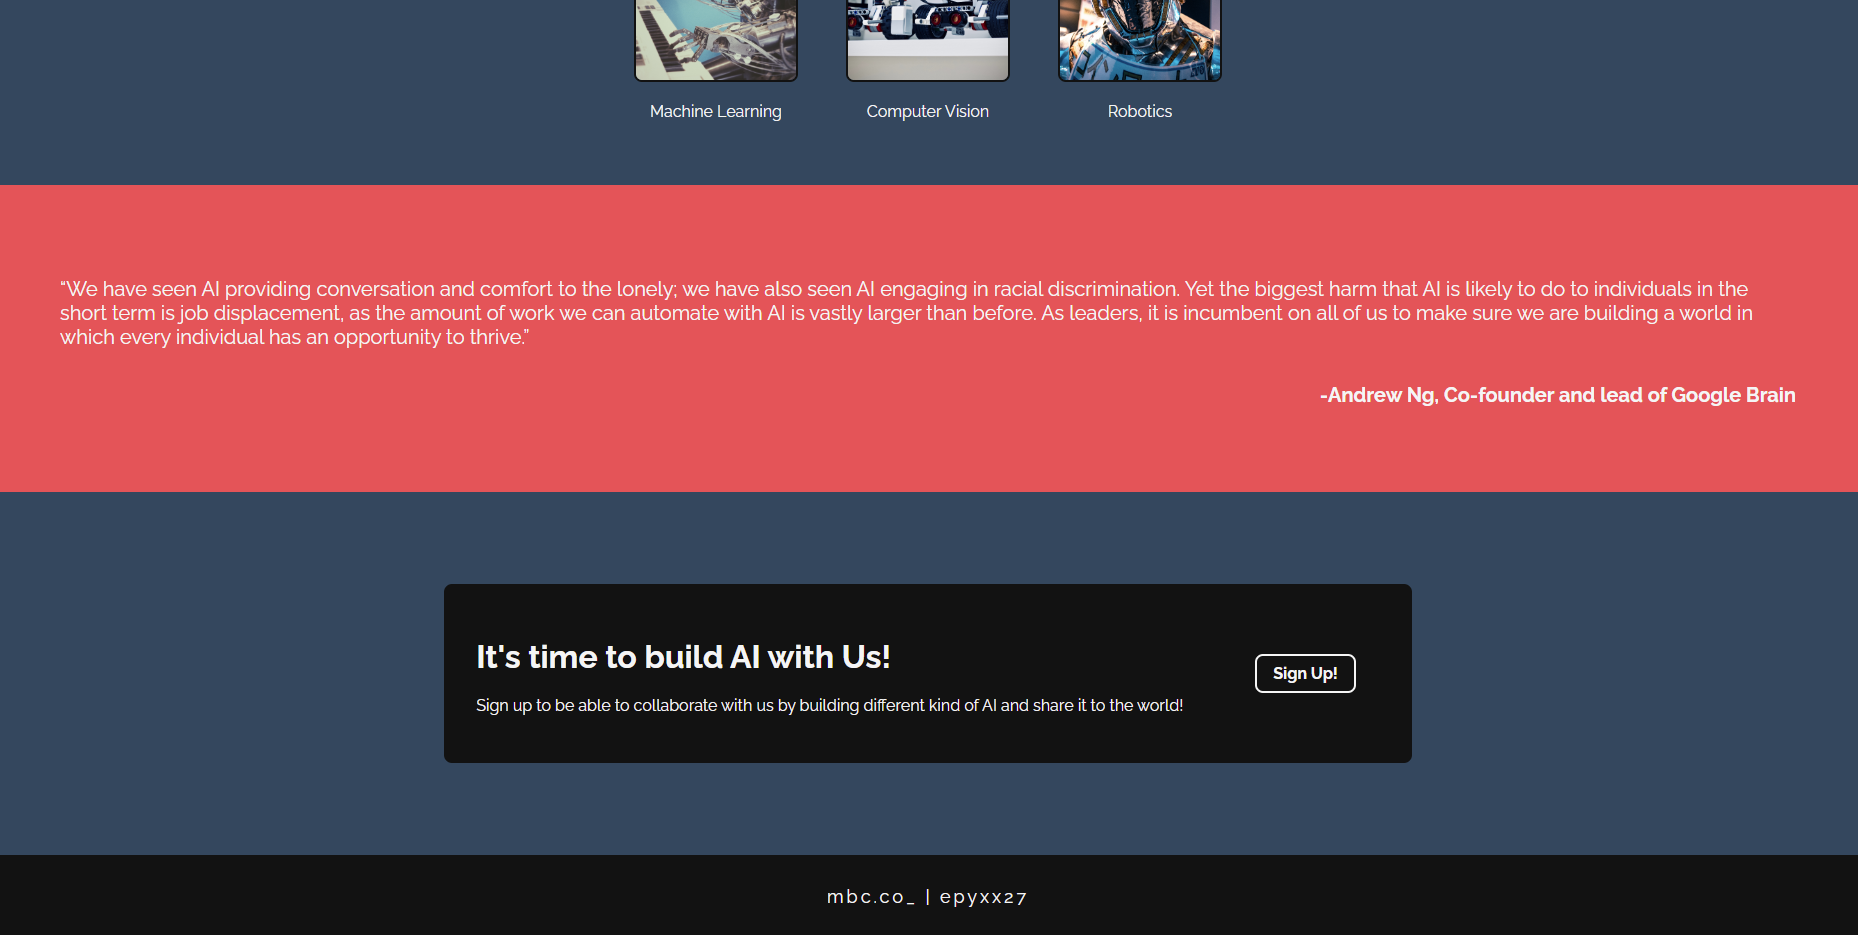 Machine Learning
Computer Vision
Robotics
“We have seen AI providing conversation and comfort to the lonely; we have also seen AI engaging in racial discrimination. Yet the biggest harm that AI is likely to do to individuals in the
short term is job displacement, as the amount of work we can automate with AI is vastly larger than before. As leaders, it is incumbent on all of us to make sure we are building a world in
which every individual has an opportunity to thrive.”
-Andrew Ng, Co-founder and lead of Google Brain
It's time to build AI with Us!
Sign up to be able to collaborate with us by building different kind of AI and share it to the world!
Sign Up!
mbc.co_ | epyxx27